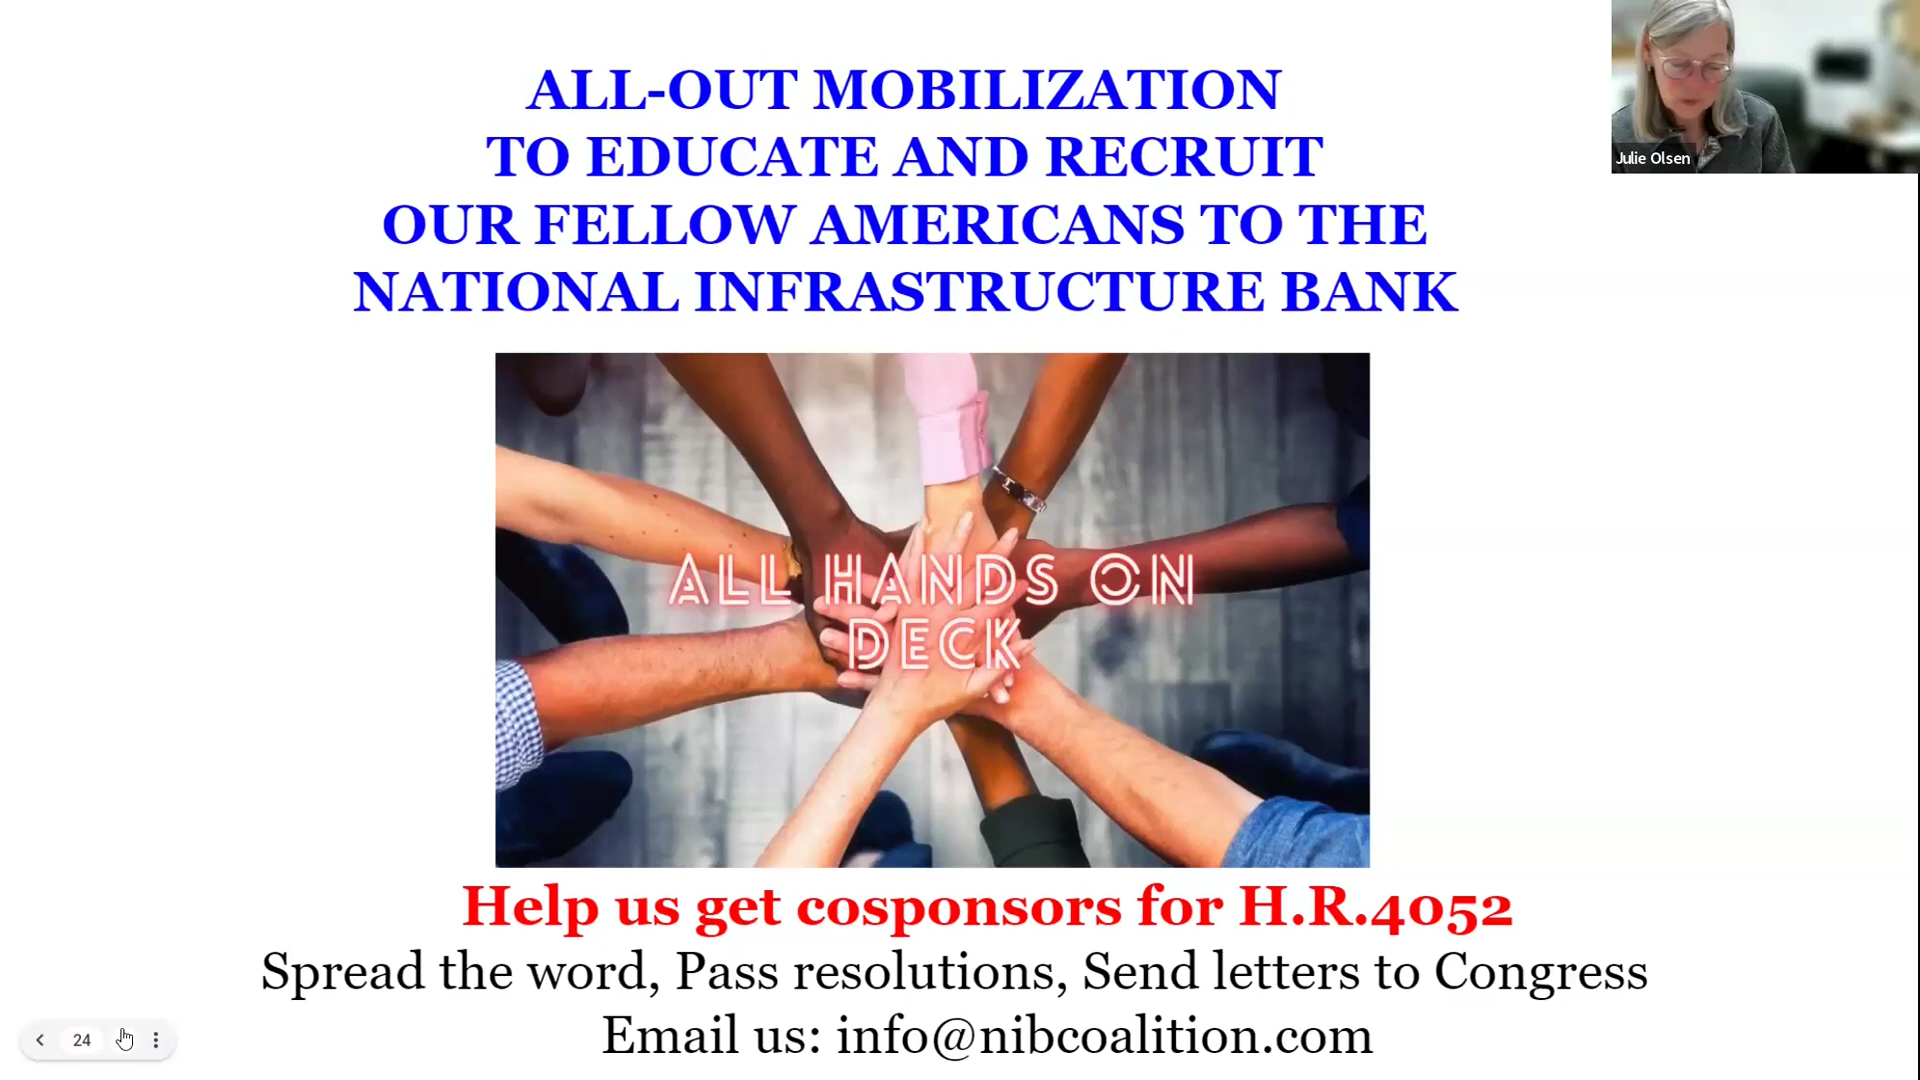 ALL-OUT MOBILIZATION
TO EDUCATE AND RECRUIT
OUR FELLOW AMERICANS TO THE
NATIONAL INFRASTRUCTURE BANK
Julie Olsen
ALL HANDS ON
DECK
Help us get cosponsors for H.R.4052
Spread the word, Pass resolutions, Send letters to Congress
Email us: info@nibcoalition.com
24